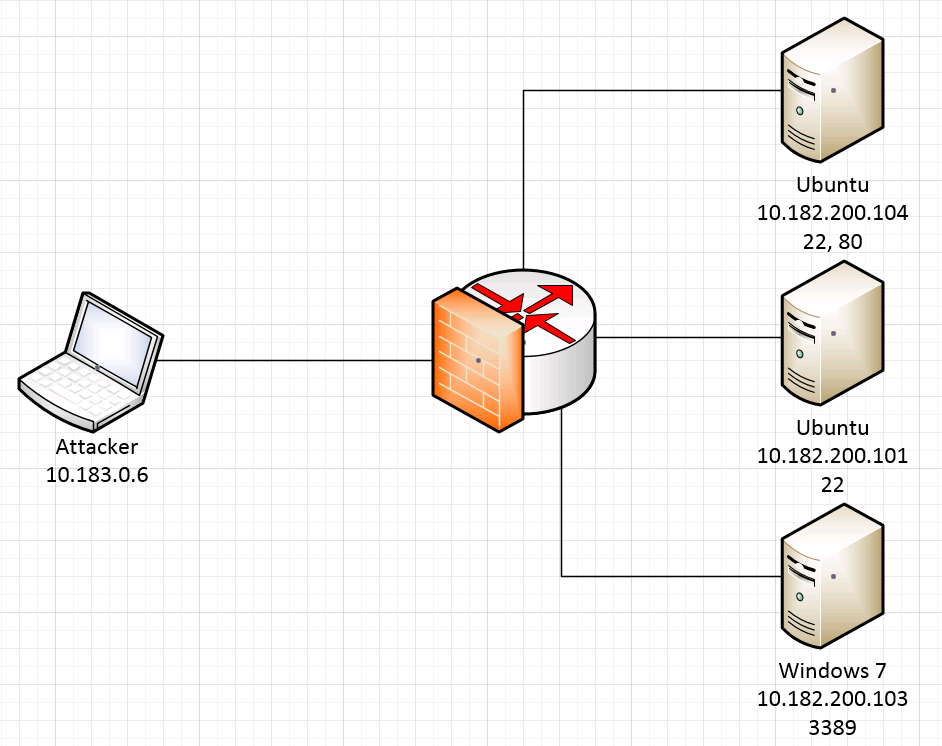 Ubuntu
10.182.200.104
22, 80
Attacker
10.183.0.6
Ubuntu
10.182.200.101
22
Windows 7
10.182.200.103
3389